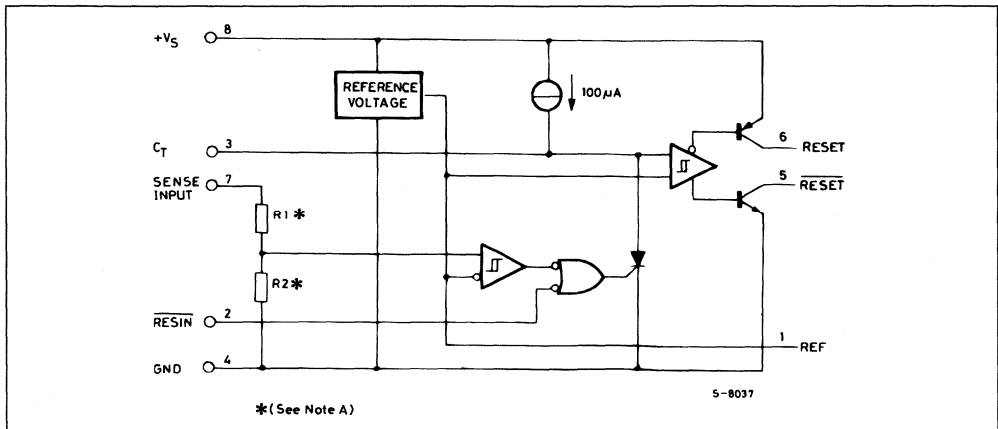 +VS 8
REFERENCE
VOLTAGE
100µA
CT 3
6 RESET
SENSE
INPUT 7
5 RESET
R1*
R2*
RESIN 2
1 REF
GND 4
S-8037
*(See Note A)